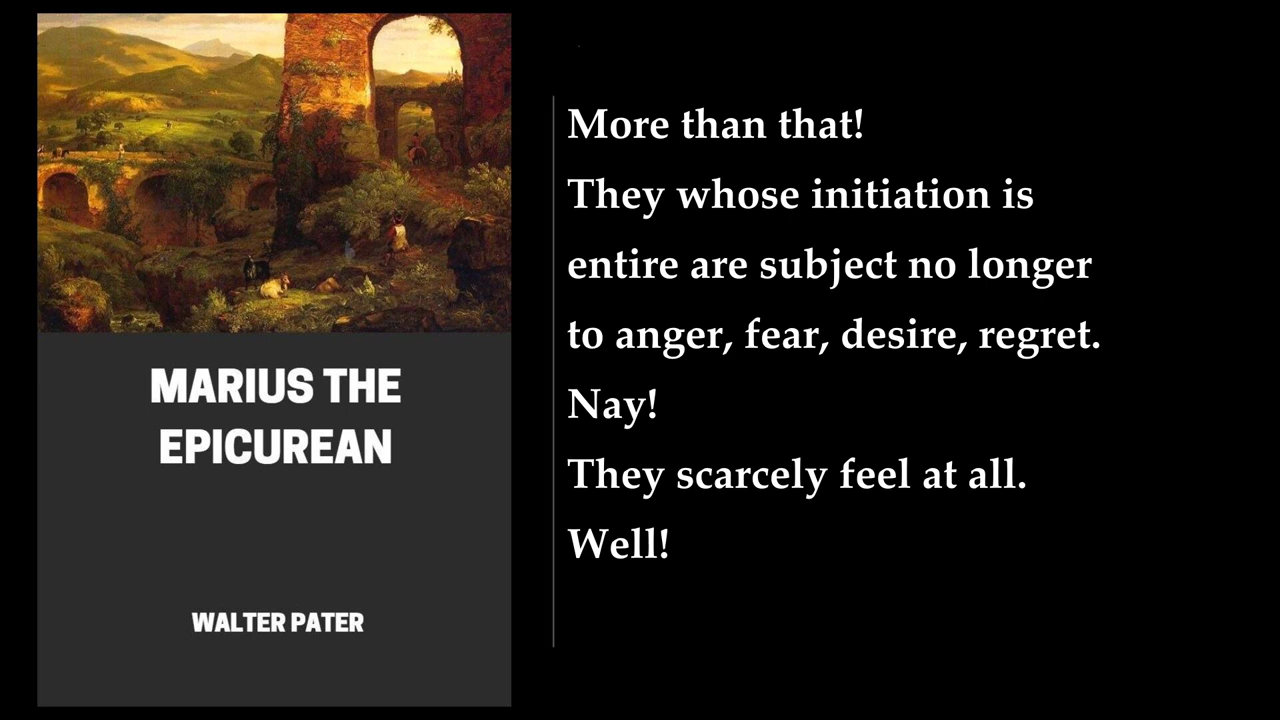 MARIUS THE
EPICUREAN
WALTER PATER
More than that!
They whose initiation is
entire are subject no longer
to anger, fear, desire, regret.
Nay!
They scarcely feel at all.
Well!